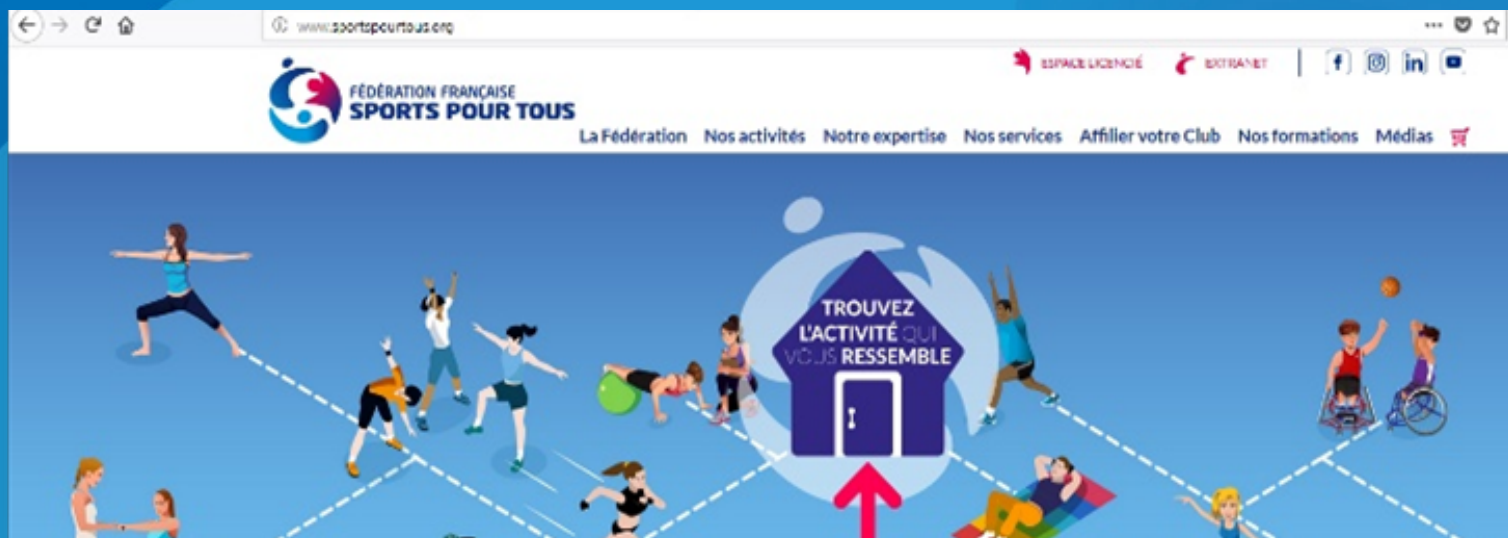 www.sportspourtous.org
ESPACE LICENCIÉ EXTRANET
FÉDÉRATION FRANÇAISE
SPORTS POUR TOUS
La Fédération Nos activités Notre expertise Nos services Affilier votre Club Nos formations Médias
TROUVEZ
L'ACTIVITÉ QUI
VOUS RESSEMBLE